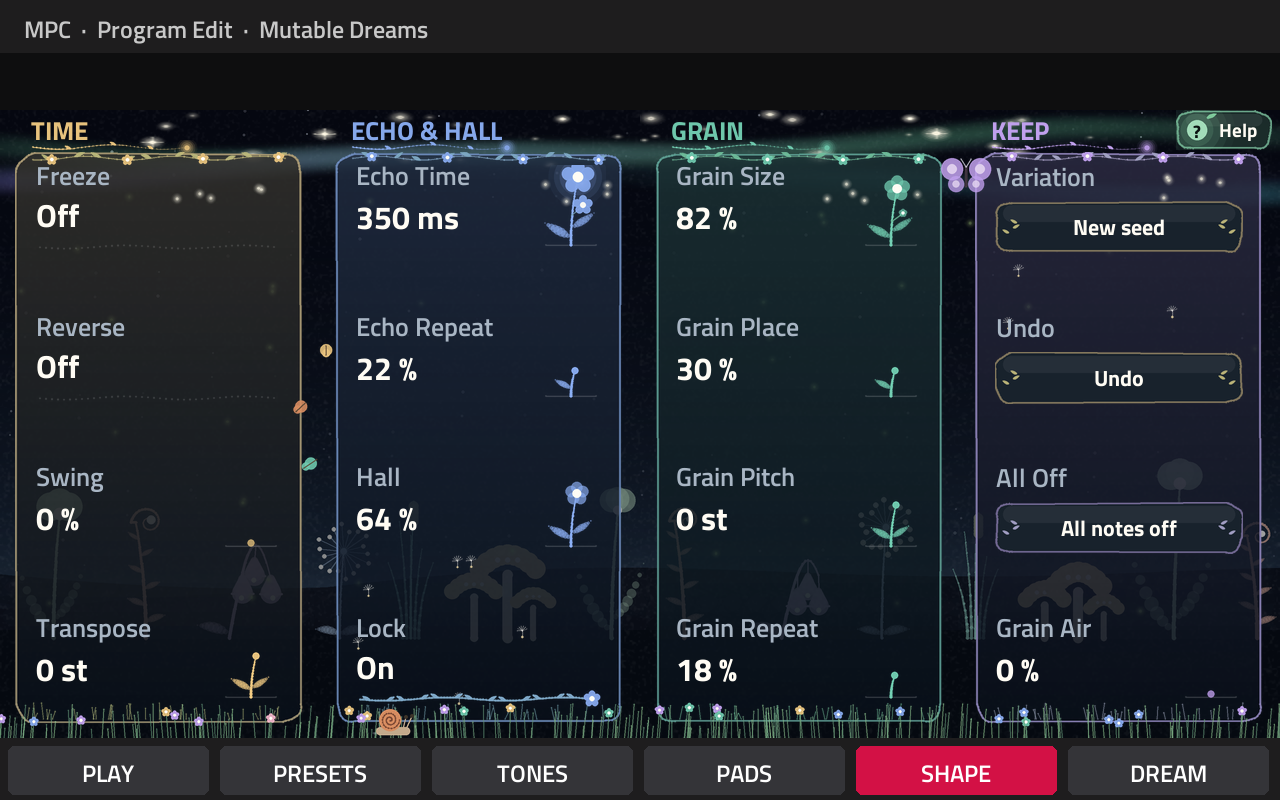 MPC · Program Edit · Mutable Dreams
TIME
ECHO & HALL
GRAIN
KEEP
? Help
Freeze
Off
Reverse
Off
Swing
0 %
Transpose
0 st
Echo Time
350 ms
Echo Repeat
22 %
Hall
64 %
Lock
On
Grain Size
82 %
Grain Place
30 %
Grain Pitch
0 st
Grain Repeat
18 %
Variation
New seed
Undo
Undo
All Off
All notes off
Grain Air
0 %
PLAY
PRESETS
TONES
PADS
SHAPE
DREAM